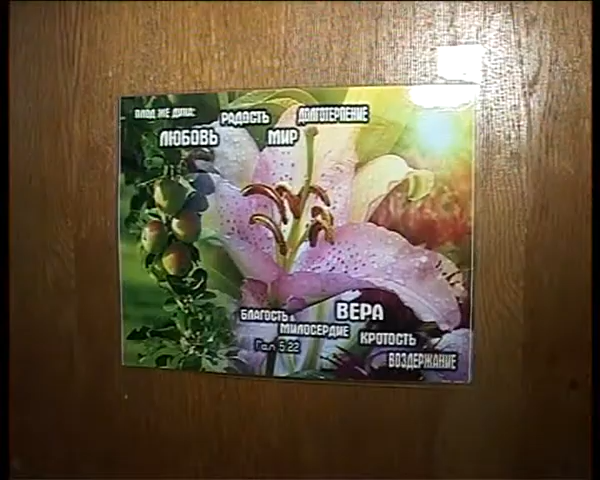 ПЛОД ЖЕ ДУХА:
РАДОСТЬ
ДОЛГОТЕРПЕНИЕ
ЛЮБОВЬ
МИР
БЛАГОСТЬ
ВЕРА
МИЛОСЕРДИЕ
КРОТОСТЬ
Гал. 5:22
ВОЗДЕРЖАНИЕ